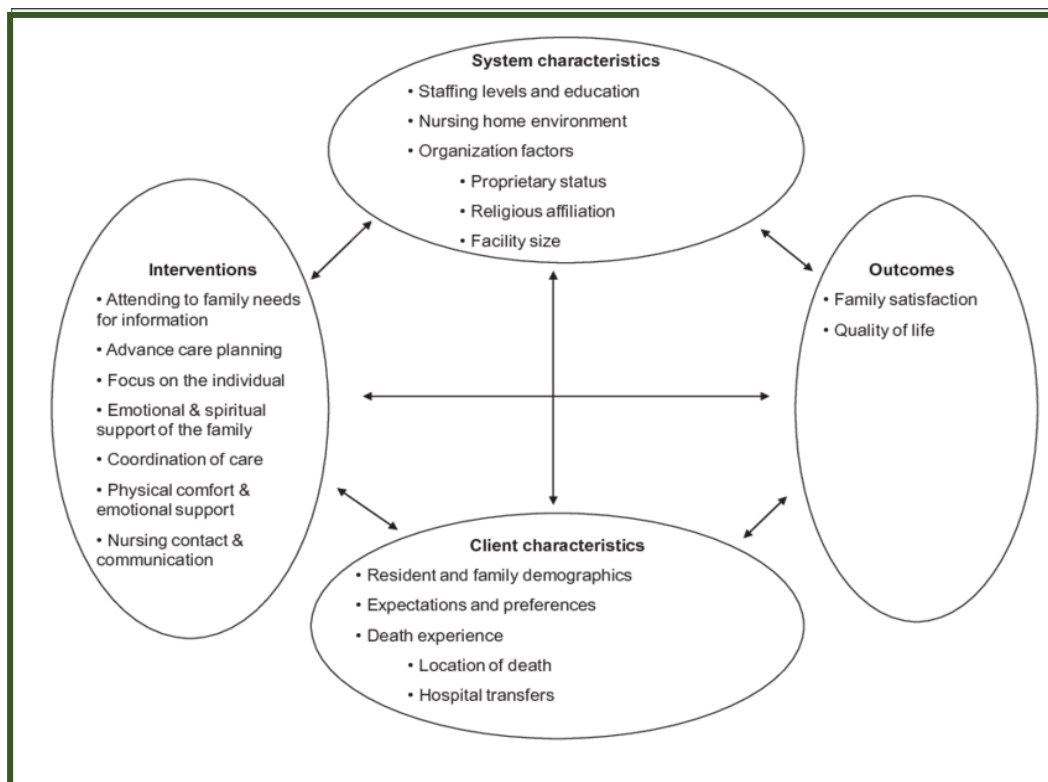 System characteristics
• Staffing levels and education
• Nursing home environment
• Organization factors
• Proprietary status
• Religious affiliation
• Facility size
Interventions
• Attending to family needs
for information
• Advance care planning
• Focus on the individual
• Emotional & spiritual
support of the family
• Coordination of care
• Physical comfort &
emotional support
• Nursing contact &
communication
Outcomes
• Family satisfaction
• Quality of life
Client characteristics
• Resident and family demographics
• Expectations and preferences
• Death experience
• Location of death
• Hospital transfers